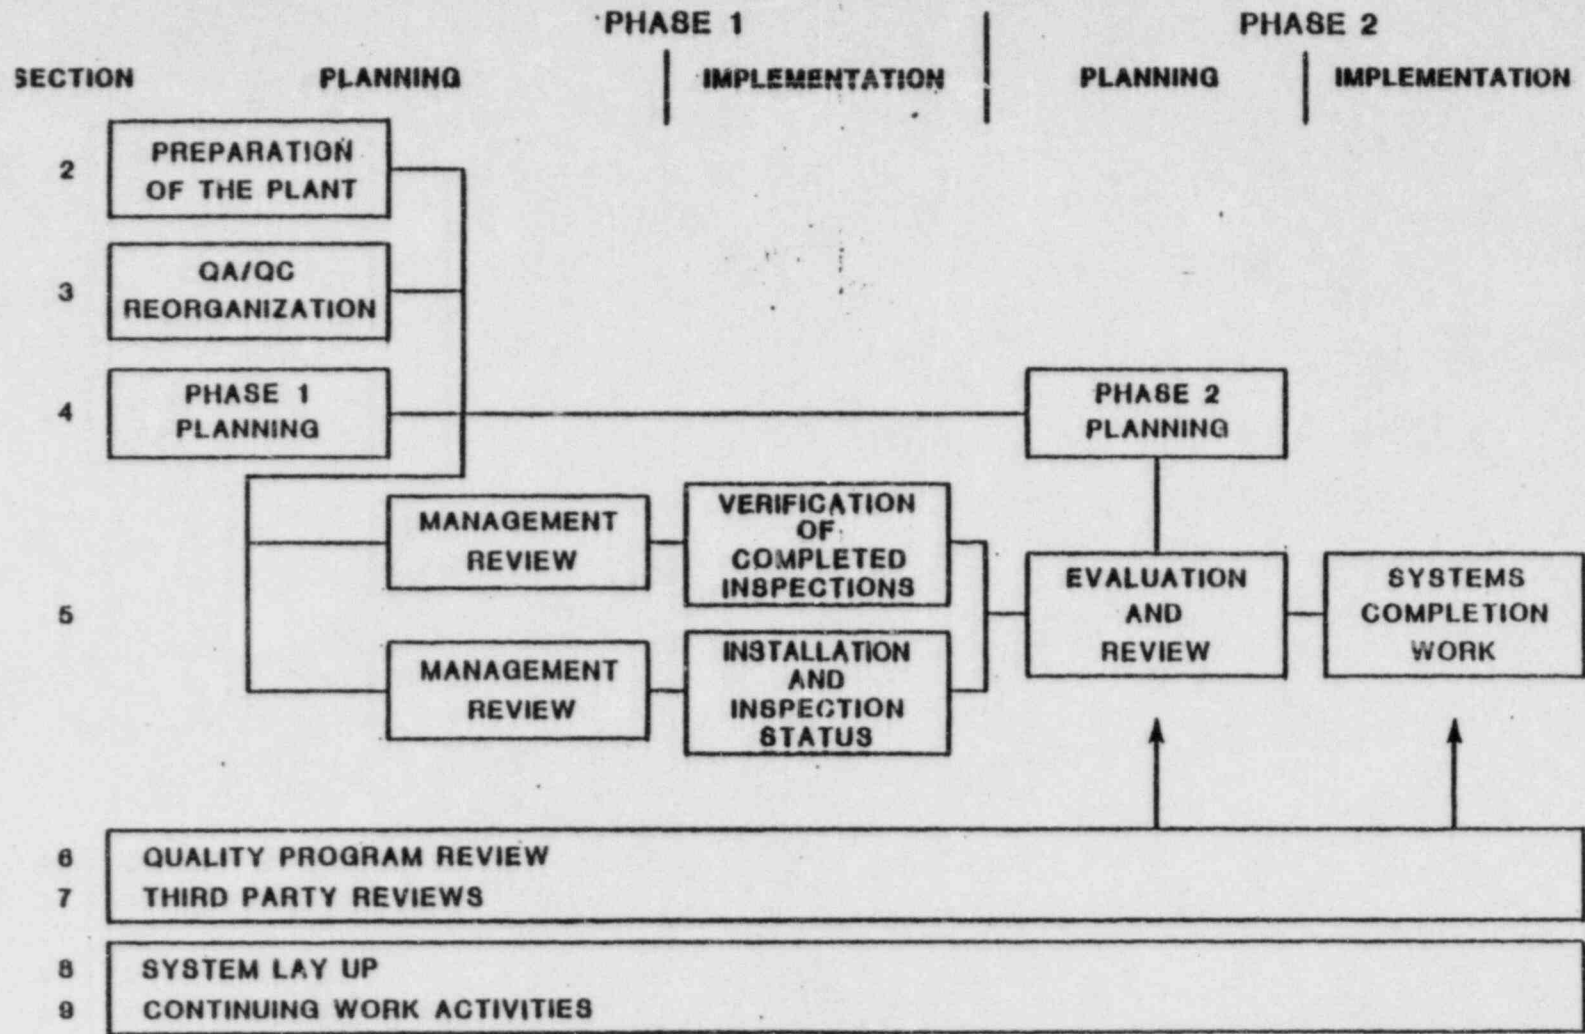 PHASE 1 PHASE 2
SECTION PLANNING IMPLEMENTATION PLANNING IMPLEMENTATION
2
PREPARATION
OF THE PLANT
3
QA/QC
REORGANIZATION
4
PHASE 1
PLANNING
PHASE 2
PLANNING
5
MANAGEMENT
REVIEW
VERIFICATION
OF
COMPLETED
INSPECTIONS
MANAGEMENT
REVIEW
INSTALLATION
AND
INSPECTION
STATUS
EVALUATION
AND
REVIEW
SYSTEMS
COMPLETION
WORK
6 QUALITY PROGRAM REVIEW
7 THIRD PARTY REVIEWS
8 SYSTEM LAY UP
9 CONTINUING WORK ACTIVITIES